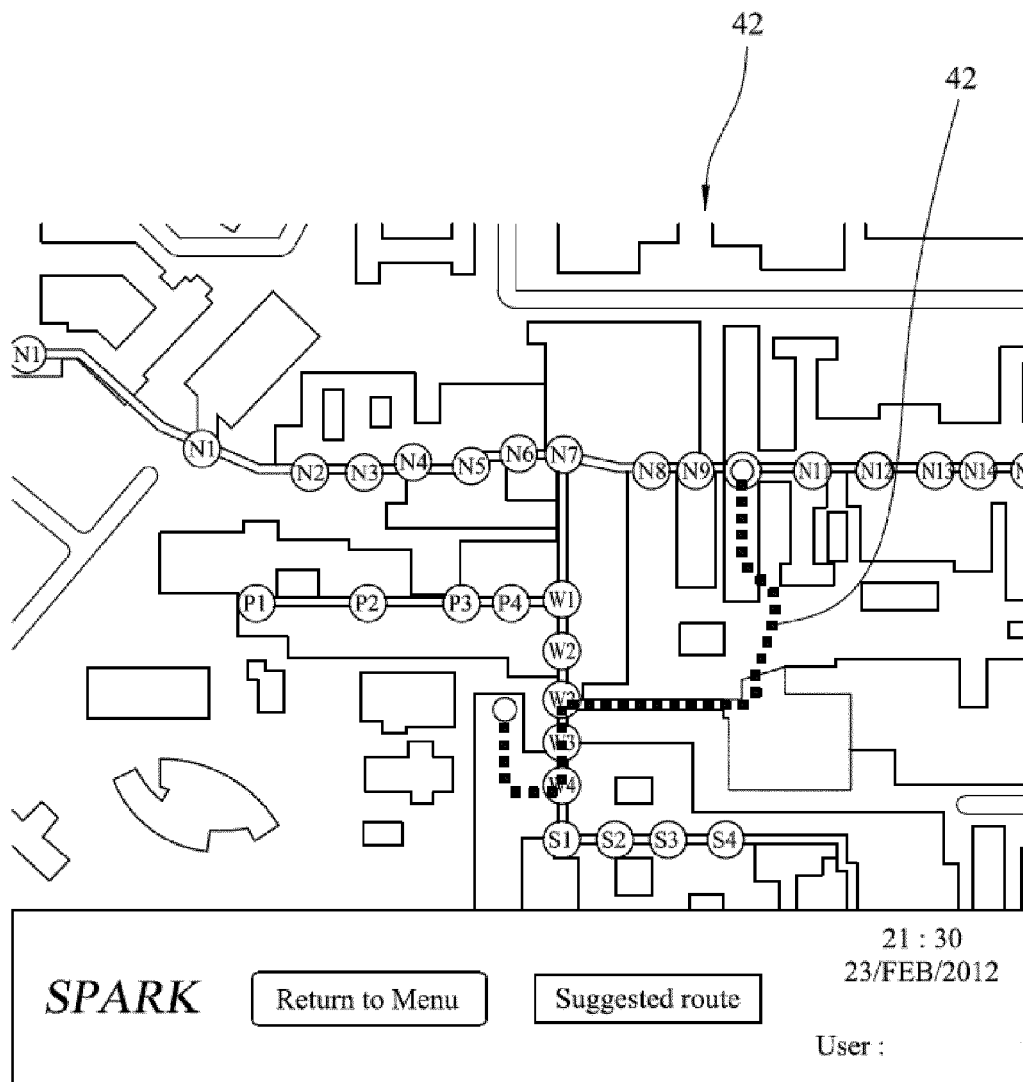 42
42
N1
N1
N2
N3
N4
N5
N6
N7
N8
N9
N11
N12
N13
N14
P1
P2
P3
P4
W1
W2
W2
W3
W4
S1
S2
S3
S4
SPARK
Return to Menu
Suggested route
21 : 30
23/FEB/2012
User :